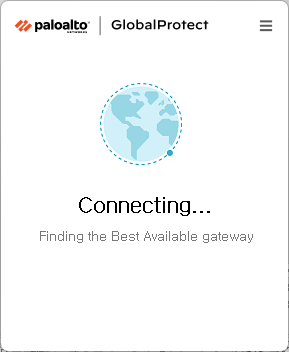 paloalto | GlobalProtect
NETWORKS
Connecting...
Finding the Best Available gateway